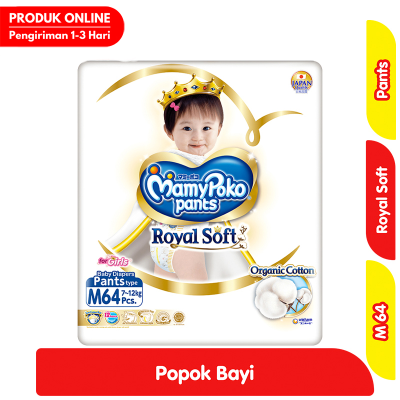 PRODUK ONLINE
Pengiriman 1-3 Hari
JAPAN
MamyPoko
pants
Royal Soft
for Girls
Baby Diapers
Pants type
M64 7~12kg
Pcs.
Organic Cotton
Pants
Royal Soft
M 64
Popok Bayi